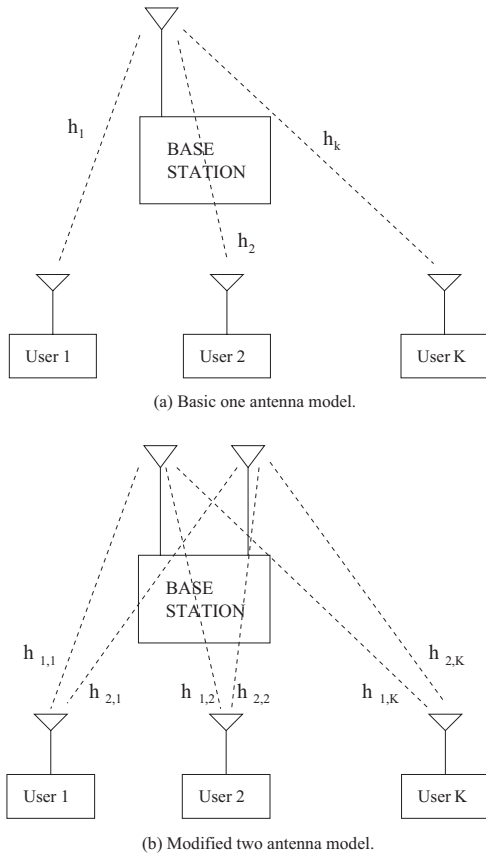 h1
hk
BASE
STATION
h2
User 1
User 2
User K
(a) Basic one antenna model.
BASE
STATION
h 1,1
h 2,1
h 1,2
h 2,2
h 1,K
h 2,K
User 1
User 2
User K
(b) Modified two antenna model.